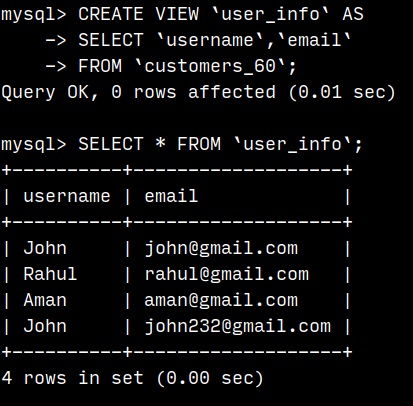 mysql> CREATE VIEW `user_info` AS
    -> SELECT `username`,`email`
    -> FROM `customers_60`;
Query OK, 0 rows affected (0.01 sec)

mysql> SELECT * FROM `user_info`;
+----------+-------------------+
| username | email             |
+----------+-------------------+
| John     | john@gmail.com    |
| Rahul    | rahul@gmail.com   |
| Aman     | aman@gmail.com    |
| John     | john232@gmail.com |
+----------+-------------------+
4 rows in set (0.00 sec)